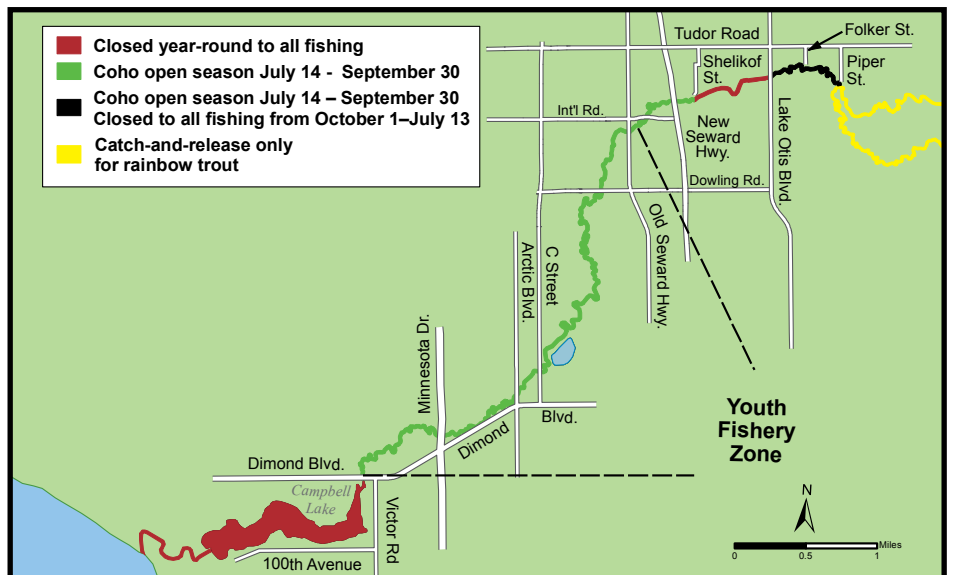 Closed year-round to all fishing
Coho open season July 14 - September 30
Coho open season July 14 – September 30
Closed to all fishing from October 1–July 13
Catch-and-release only
for rainbow trout
Tudor Road
Folker St.
Shelikof
St.
Piper
St.
Int'l Rd.
New
Seward
Hwy.
Lake Otis Blvd.
Dowling Rd.
Old Seward Hwy.
C Street
Arctic Blvd.
Minnesota Dr.
Youth
Fishery
Zone
Blvd.
Dimond
Dimond Blvd.
Campbell
Lake
Victor Rd
100th Avenue
N
Miles
0 0.5 1